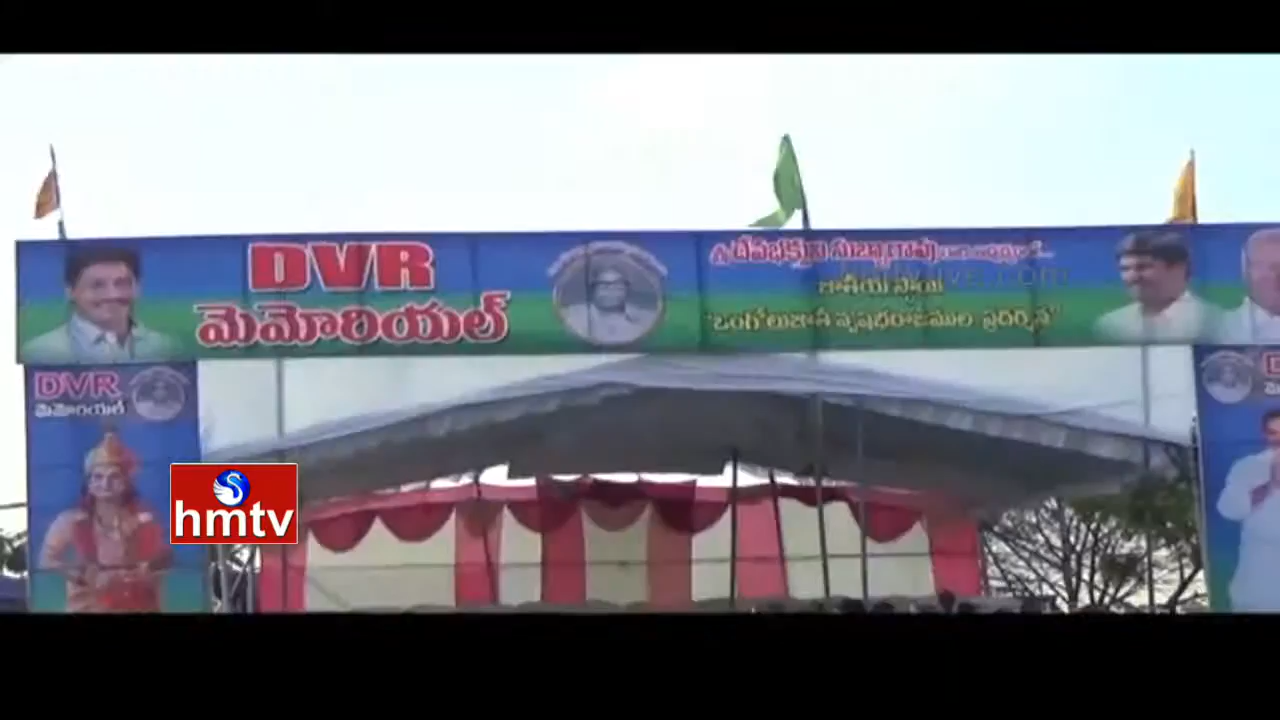 DVR
మెమోరియల్
సుబ్బారావు
జాతీయ స్థాయి
"ఒంగోలుజాతి వృషభరాజముల ప్రదర్శన"
DVR
మెమోరియల్
hmtv